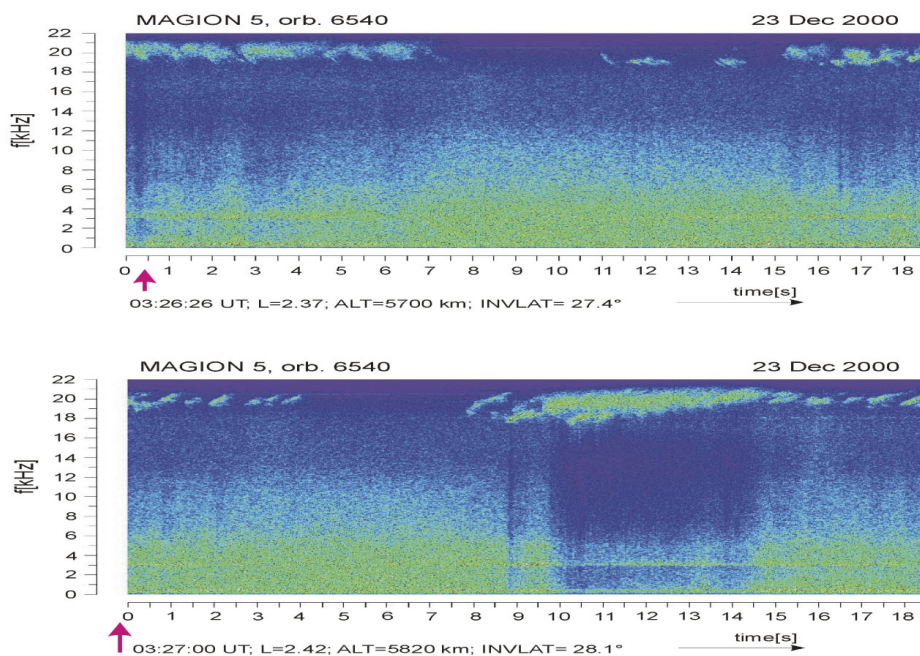 MAGION 5, orb. 6540 23 Dec 2000
22
20
18
16
14
12
10
8
6
4
2
0
f[kHz]
0 1 2 3 4 5 6 7 8 9 10 11 12 13 14 15 16 17 18
time[s]
03:26:26 UT; L=2.37; ALT=5700 km; INVLAT= 27.4°
MAGION 5, orb. 6540 23 Dec 2000
22
20
18
16
14
12
10
8
6
4
2
0
f[kHz]
0 1 2 3 4 5 6 7 8 9 10 11 12 13 14 15 16 17 18
time[s]
03:27:00 UT; L=2.42; ALT=5820 km; INVLAT= 28.1°